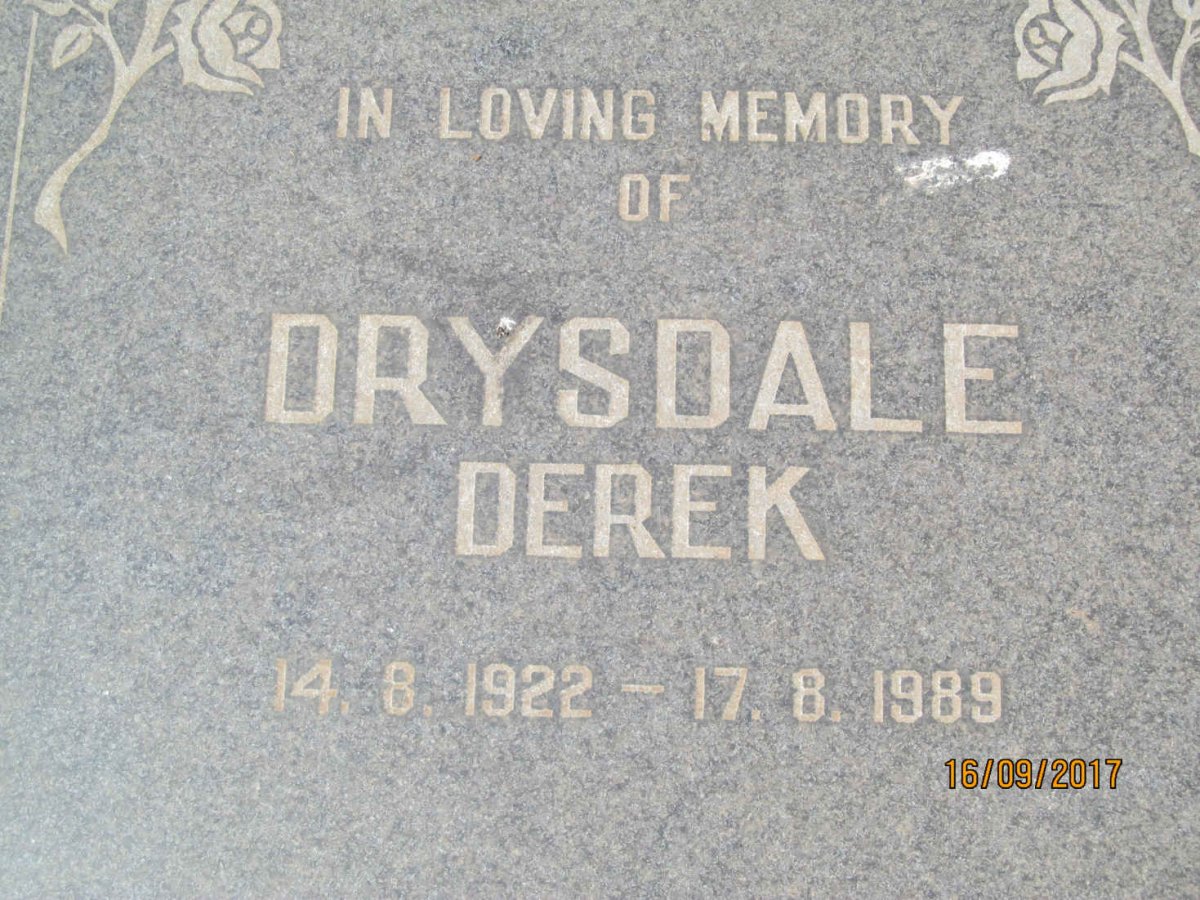 IN LOVING MEMORY
OF
DRYSDALE
DEREK
14. 8. 1922 – 17. 8. 1989
16/09/2017